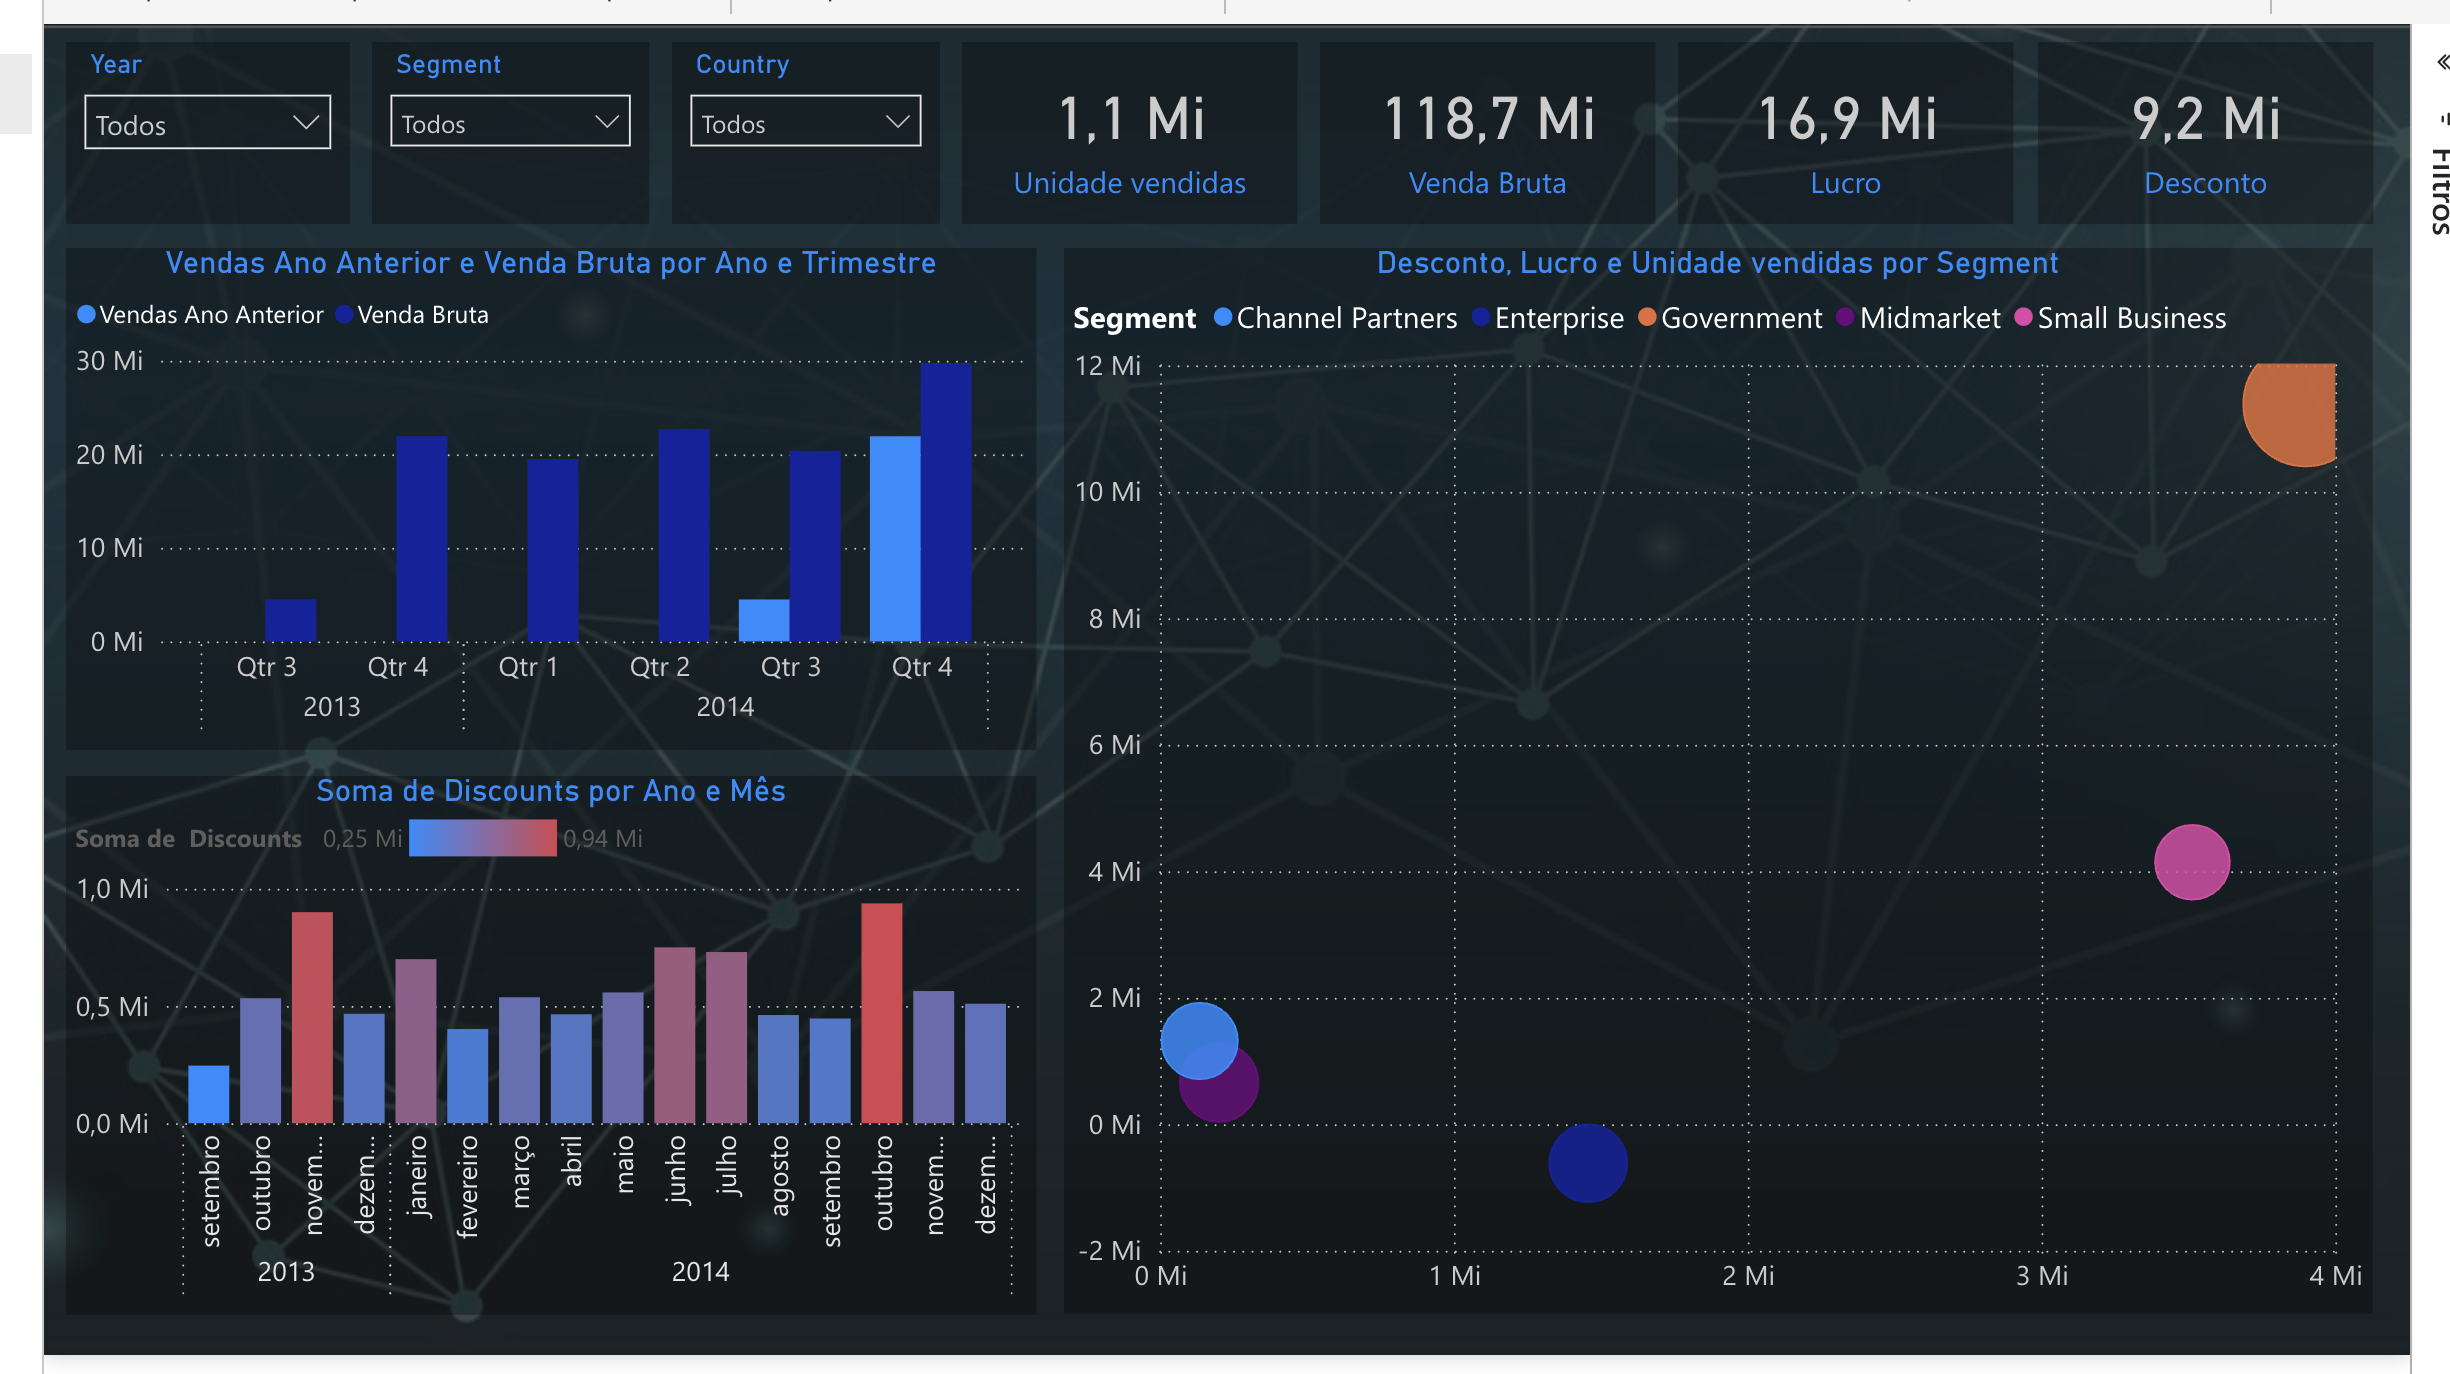 Year
Todos
Segment
Todos
Country
Todos
1,1 Mi
Unidade vendidas
118,7 Mi
Venda Bruta
16,9 Mi
Lucro
9,2 Mi
Desconto
Filtros
Vendas Ano Anterior e Venda Bruta por Ano e Trimestre
Vendas Ano Anterior Venda Bruta
30 Mi
20 Mi
10 Mi
0 Mi
Qtr 3 Qtr 4 Qtr 1 Qtr 2 Qtr 3 Qtr 4
2013 2014
Soma de Discounts por Ano e Mês
Soma de Discounts 0,25 Mi 0,94 Mi
1,0 Mi
0,5 Mi
0,0 Mi
setembro outubro novem... dezem... janeiro fevereiro março abril maio junho julho agosto setembro outubro novem... dezem...
2013 2014
Desconto, Lucro e Unidade vendidas por Segment
Segment Channel Partners Enterprise Government Midmarket Small Business
12 Mi
10 Mi
8 Mi
6 Mi
4 Mi
2 Mi
0 Mi
-2 Mi
0 Mi 1 Mi 2 Mi 3 Mi 4 Mi